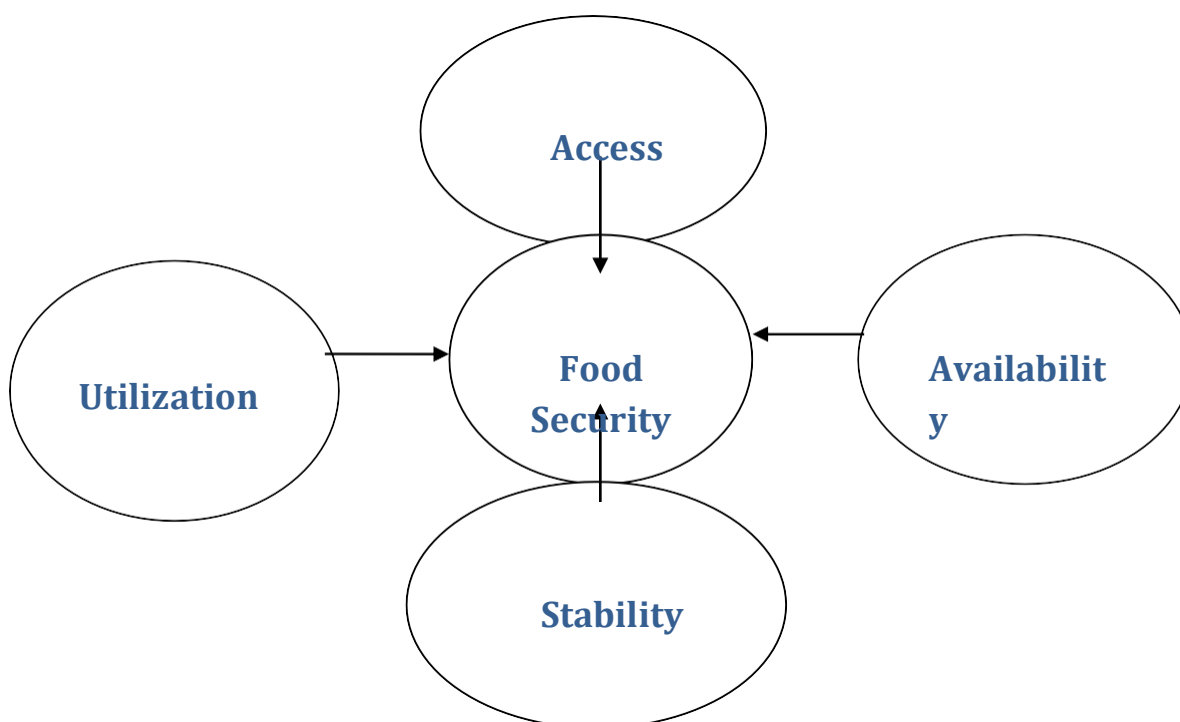 Access
Food
Security
Utilization
Availabilit
y
Stability